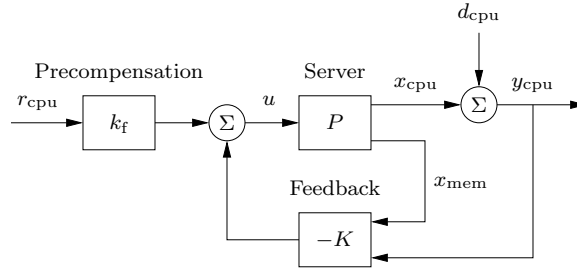 d_cpu
Precompensation Server x_cpu y_cpu
r_cpu u
k_f Σ P Σ
x_mem
Feedback
−K